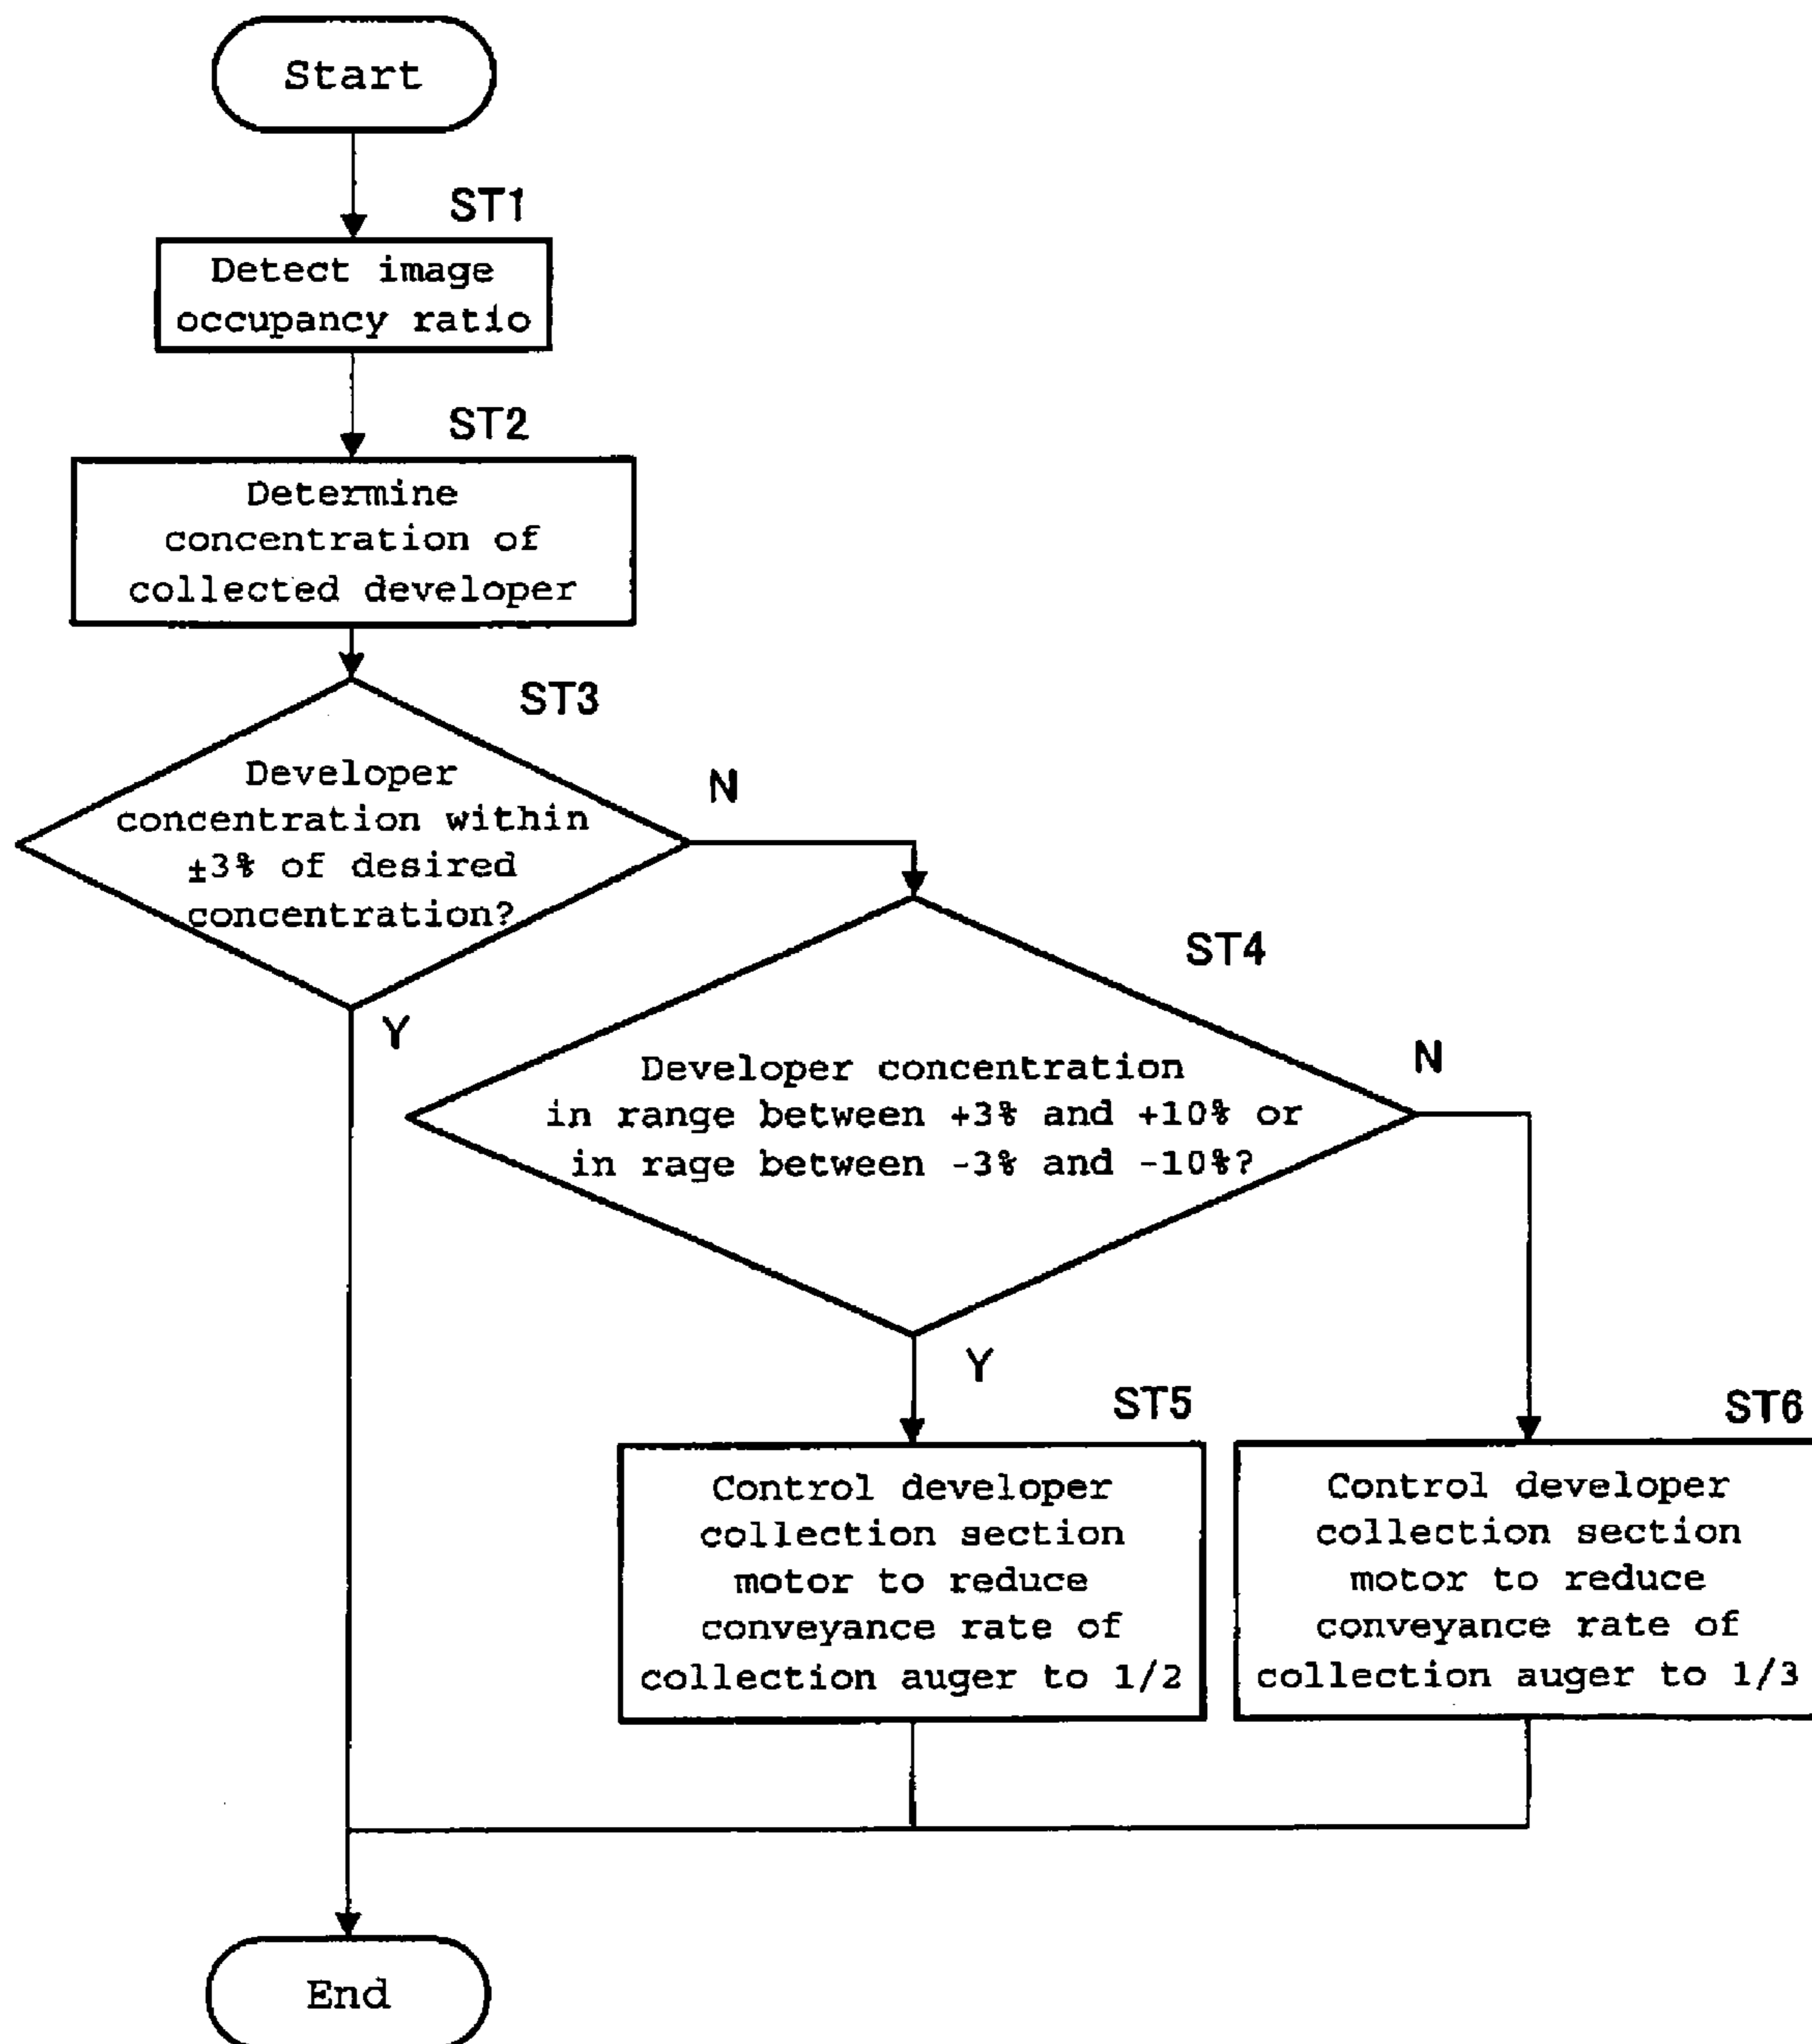 Start
ST1
Detect image
occupancy ratio
ST2
Determine
concentration of
collected developer
ST3
Developer
concentration within
±3% of desired
concentration?
N
Y
ST4
Developer concentration
in range between +3% and +10% or
in rage between -3% and -10%?
N
Y
ST5
Control developer
collection section
motor to reduce
conveyance rate of
collection auger to 1/2
ST6
Control developer
collection section
motor to reduce
conveyance rate of
collection auger to 1/3
End